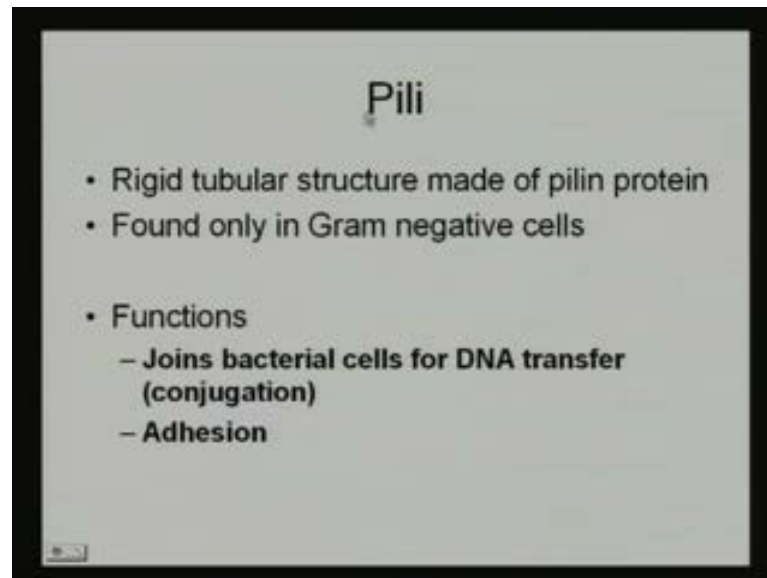 Pili
• Rigid tubular structure made of pilin protein
• Found only in Gram negative cells
• Functions
– Joins bacterial cells for DNA transfer
(conjugation)
– Adhesion